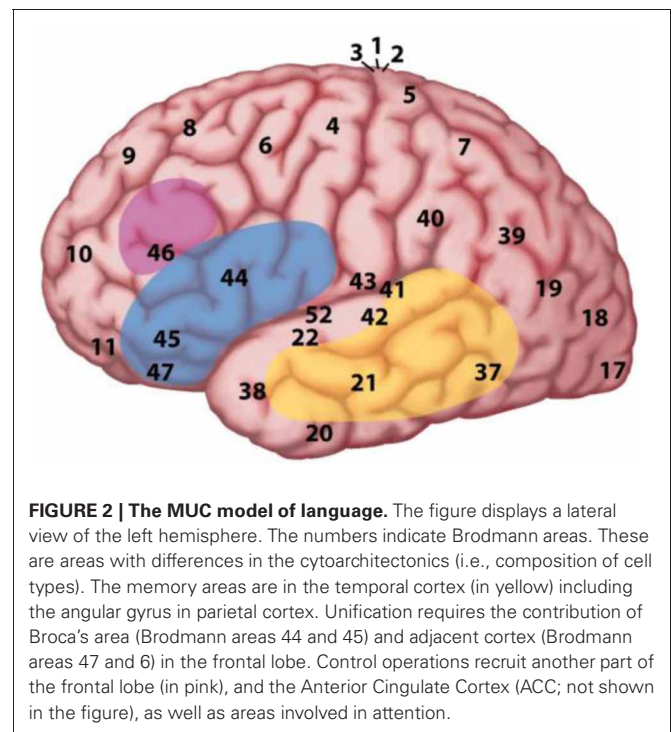 3 1 2
5
8 4
9 6 7
40
10 46 39
44 43 41 19
52 42 18
11 45 22
47 38 21 37 17
20
FIGURE 2 | The MUC model of language. The figure displays a lateral
view of the left hemisphere. The numbers indicate Brodmann areas. These
are areas with differences in the cytoarchitectonics (i.e., composition of cell
types). The memory areas are in the temporal cortex (in yellow) including
the angular gyrus in parietal cortex. Unification requires the contribution of
Broca's area (Brodmann areas 44 and 45) and adjacent cortex (Brodmann
areas 47 and 6) in the frontal lobe. Control operations recruit another part of
the frontal lobe (in pink), and the Anterior Cingulate Cortex (ACC; not shown
in the figure), as well as areas involved in attention.